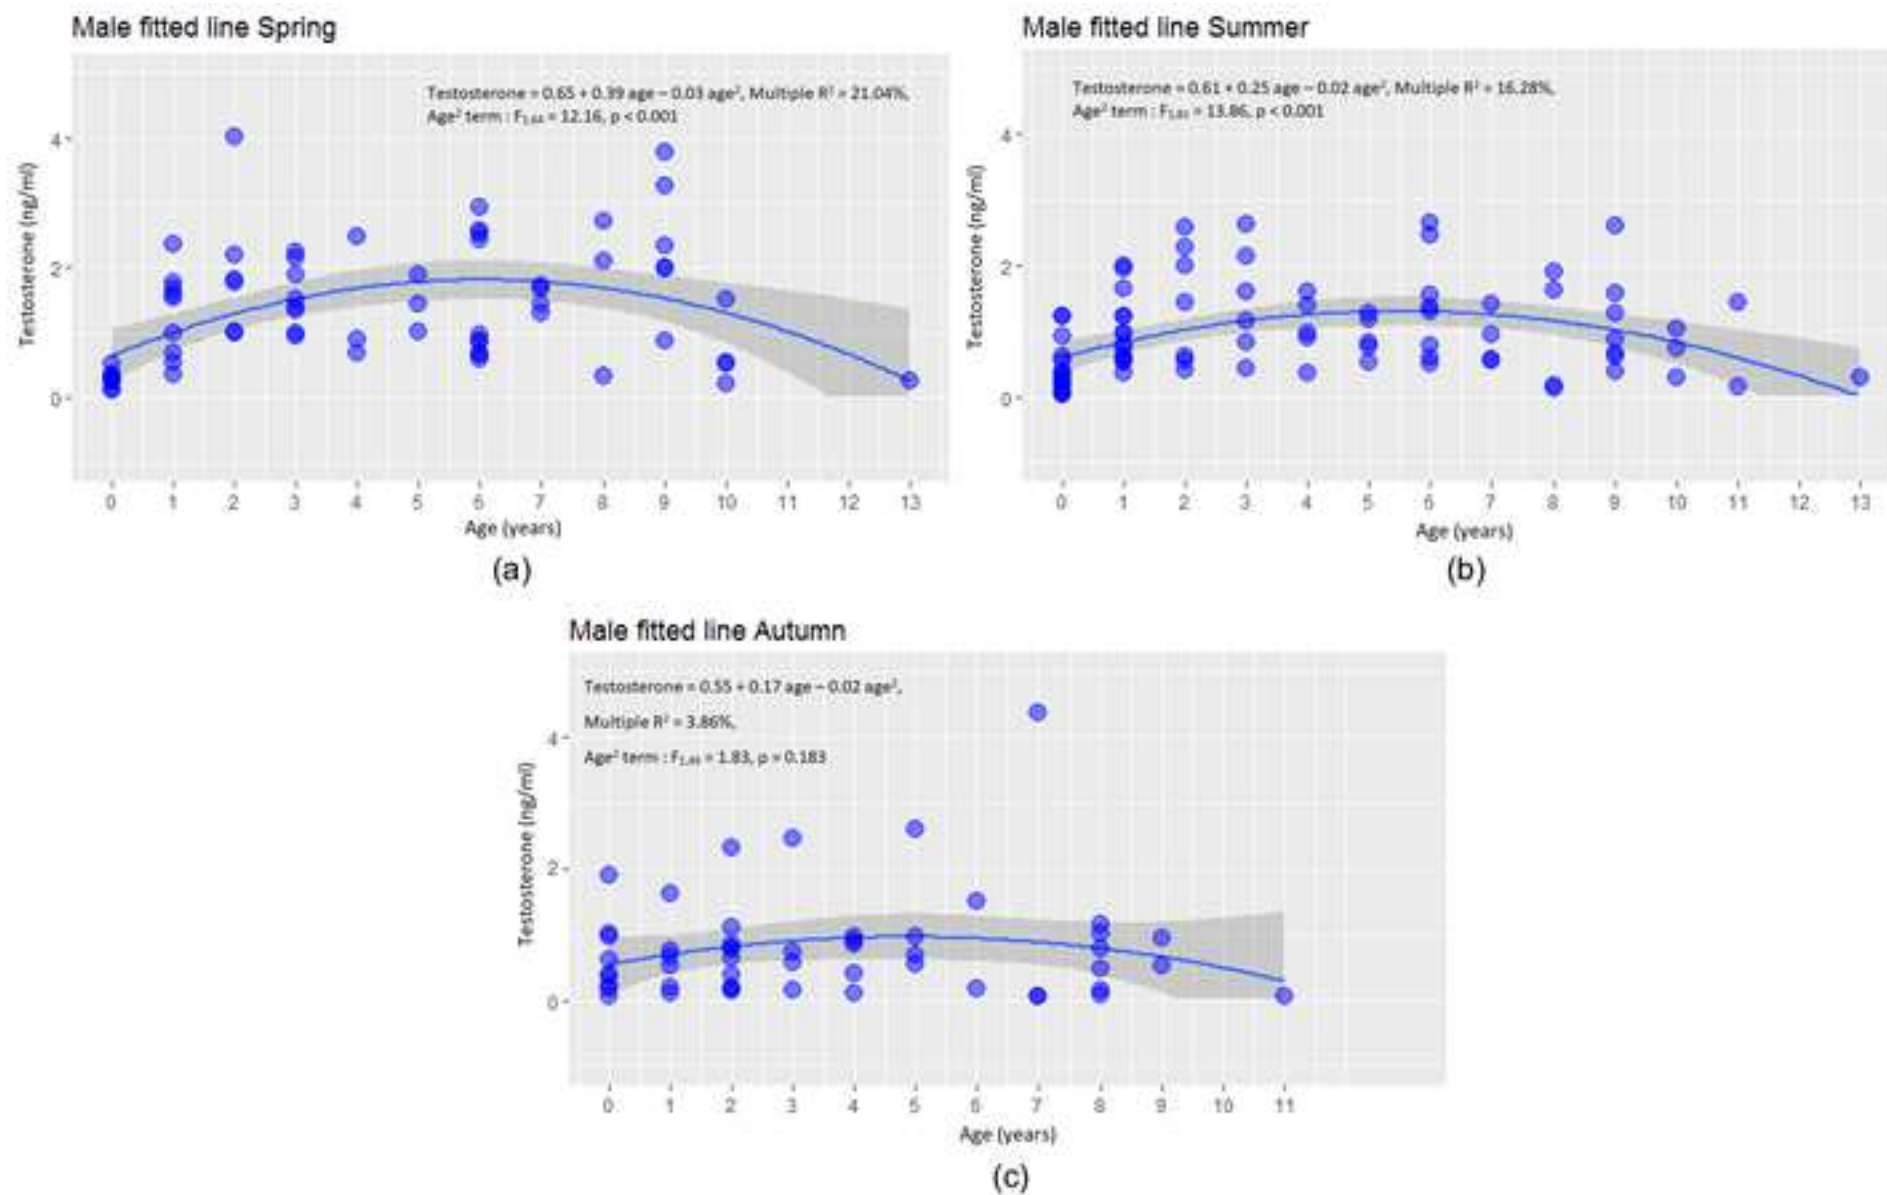 Male fitted line Spring
Testosterone = 0.65 + 0.39 age – 0.03 age², Multiple R² = 21.04%,
Age² term : F₁,₆₄ = 12.16, p < 0.001
Testosterone (ng/ml)
4
2
0
0 1 2 3 4 5 6 7 8 9 10 11 12 13
Age (years)
(a)
Male fitted line Summer
Testosterone = 0.61 + 0.25 age – 0.02 age², Multiple R² = 16.28%,
Age² term : = 13.86, p < 0.001
Testosterone (ng/ml)
4
2
0
0 1 2 3 4 5 6 7 8 9 10 11 12 13
Age (years)
(b)
Male fitted line Autumn
Testosterone = 0.55 + 0.17 age – 0.02 age²,
Multiple R² = 3.86%,
Age² term : = 1.83, p = 0.183
Testosterone (ng/ml)
4
2
0
0 1 2 3 4 5 6 7 8 9 10 11
Age (years)
(c)